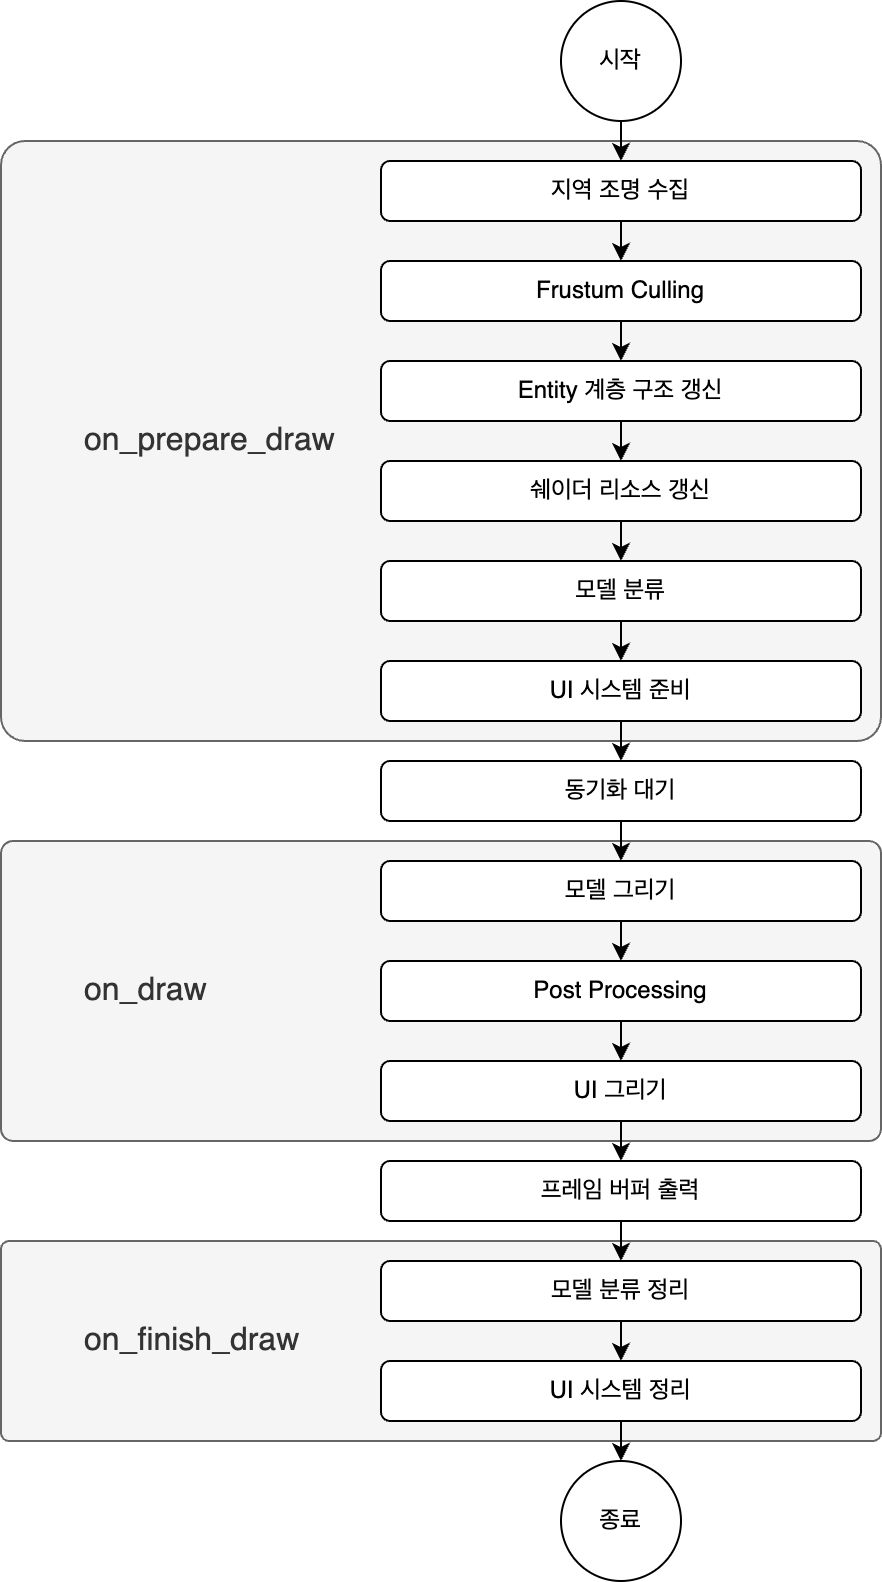 시작
on_prepare_draw
지역 조명 수집
Frustum Culling
Entity 계층 구조 갱신
쉐이더 리소스 갱신
모델 분류
UI 시스템 준비
동기화 대기
on_draw
모델 그리기
Post Processing
UI 그리기
프레임 버퍼 출력
on_finish_draw
모델 분류 정리
UI 시스템 정리
종료